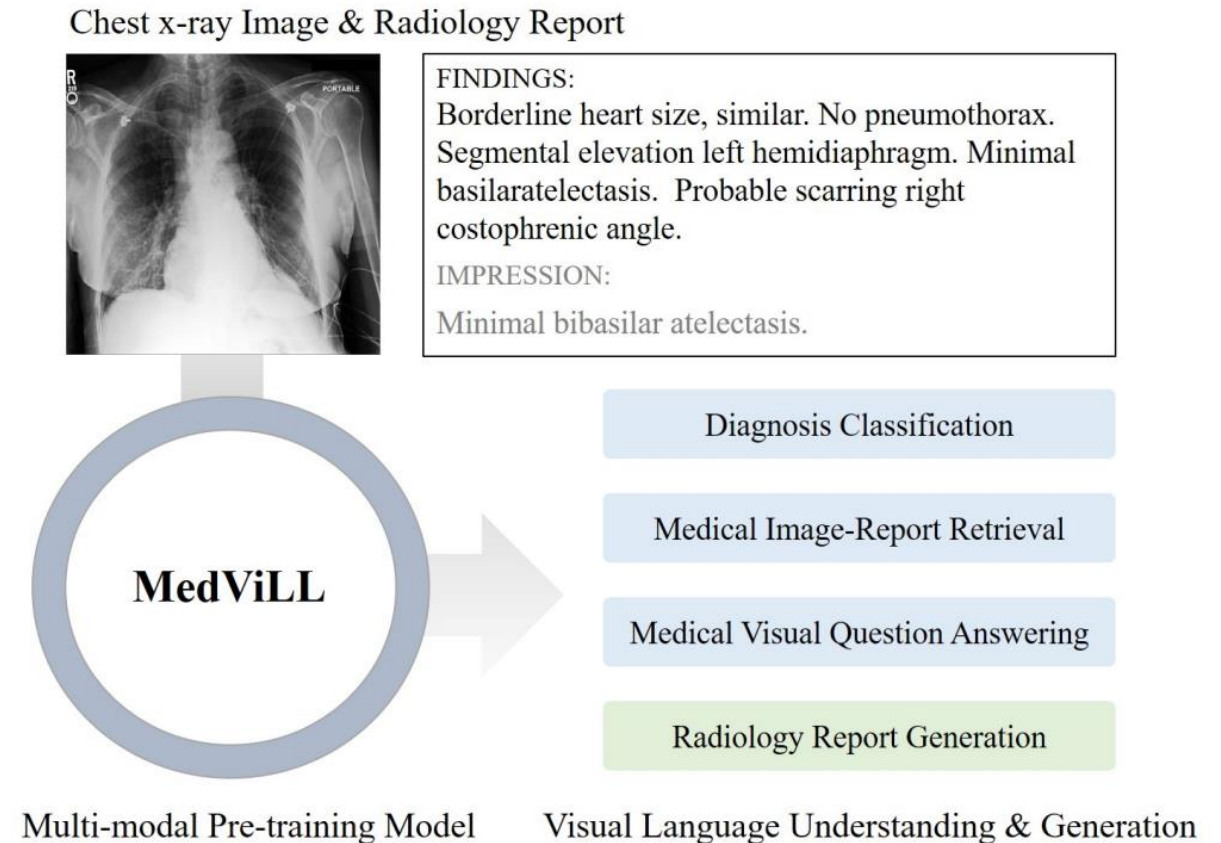 Chest x-ray Image & Radiology Report
R
PORTABLE
FINDINGS:
Borderline heart size, similar. No pneumothorax.
Segmental elevation left hemidiaphragm. Minimal
basilaratelectasis. Probable scarring right
costophrenic angle.
IMPRESSION:
Minimal bibasilar atelectasis.
Diagnosis Classification
Medical Image-Report Retrieval
MedViLL
Medical Visual Question Answering
Radiology Report Generation
Multi-modal Pre-training Model
Visual Language Understanding & Generation